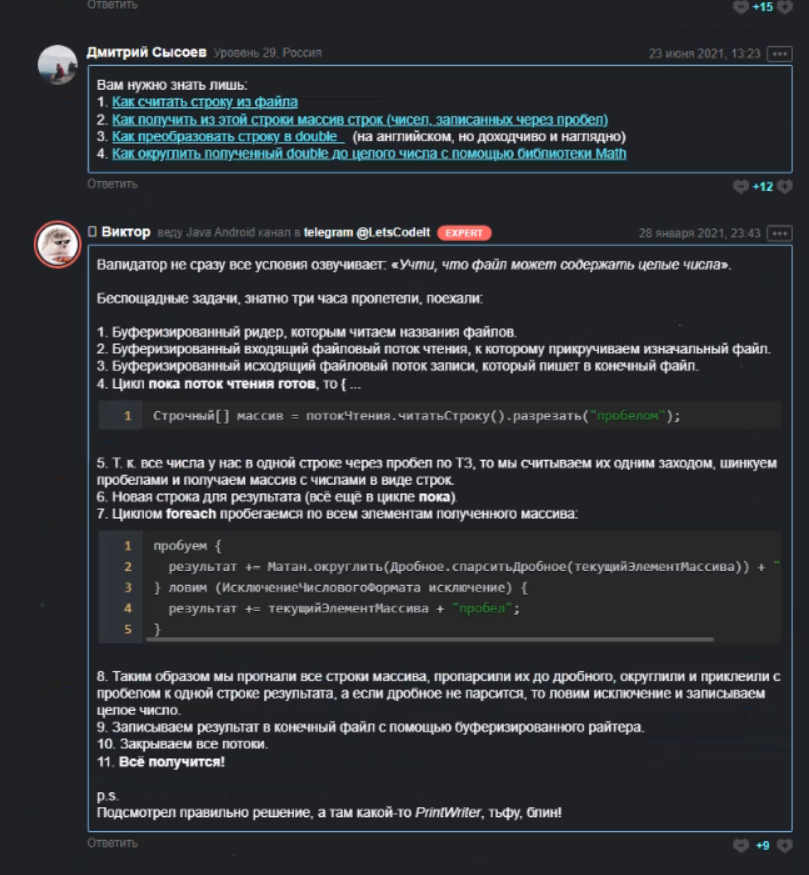 Ответить
+15
Дмитрий Сысоев Уровень 29, Россия 23 июня 2021, 13:23
Вам нужно знать лишь:
1. Как считать строку из файла
2. Как получить из этой строки массив строк (чисел, записанных через пробел)
3. Как преобразовать строку в double (на английском, но доходчиво и наглядно)
4. Как округлить полученный double до целого числа с помощью библиотеки Math
Ответить +12
Виктор веду Java Android канал в telegram @LetsCodeIt EXPERT 28 января 2021, 23:43
Валидатор не сразу все условия озвучивает: «Учти, что файл может содержать целые числа».
Беспощадные задачи, знатно три часа пролетели, поехали:
1. Буферизированный ридер, которым читаем названия файлов.
2. Буферизированный входящий файловый поток чтения, к которому прикручиваем изначальный файл.
3. Буферизированный исходящий файловый поток записи, который пишет в конечный файл.
4. Цикл пока поток чтения готов, то { ...
1 Строчный[] массив = потокЧтения.читатьСтроку().разрезать("пробелом");
5. Т. к. все числа у нас в одной строке через пробел по ТЗ, то мы считываем их одним заходом, шинкуем
пробелами и получаем массив с числами в виде строк.
6. Новая строка для результата (всё ещё в цикле пока).
7. Циклом foreach пробегаемся по всем элементам полученного массива:
1 пробуем {
2 результат += Матан.округлить(Дробное.спарситьДробное(текущийЭлементМассива)) + "
3 } ловим (ИсключениеЧисловогоФормата исключение) {
4 результат += текущийЭлементМассива + "пробел";
5 }
8. Таким образом мы прогнали все строки массива, пропарсили их до дробного, округлили и приклеили с
пробелом к одной строке результата, а если дробное не парсится, то ловим исключение и записываем
целое число.
9. Записываем результат в конечный файл с помощью буферизированного райтера.
10. Закрываем все потоки.
11. Всё получится!
p.s.
Подсмотрел правильно решение, а там какой-то PrintWriter, тьфу, блин!
Ответить +9